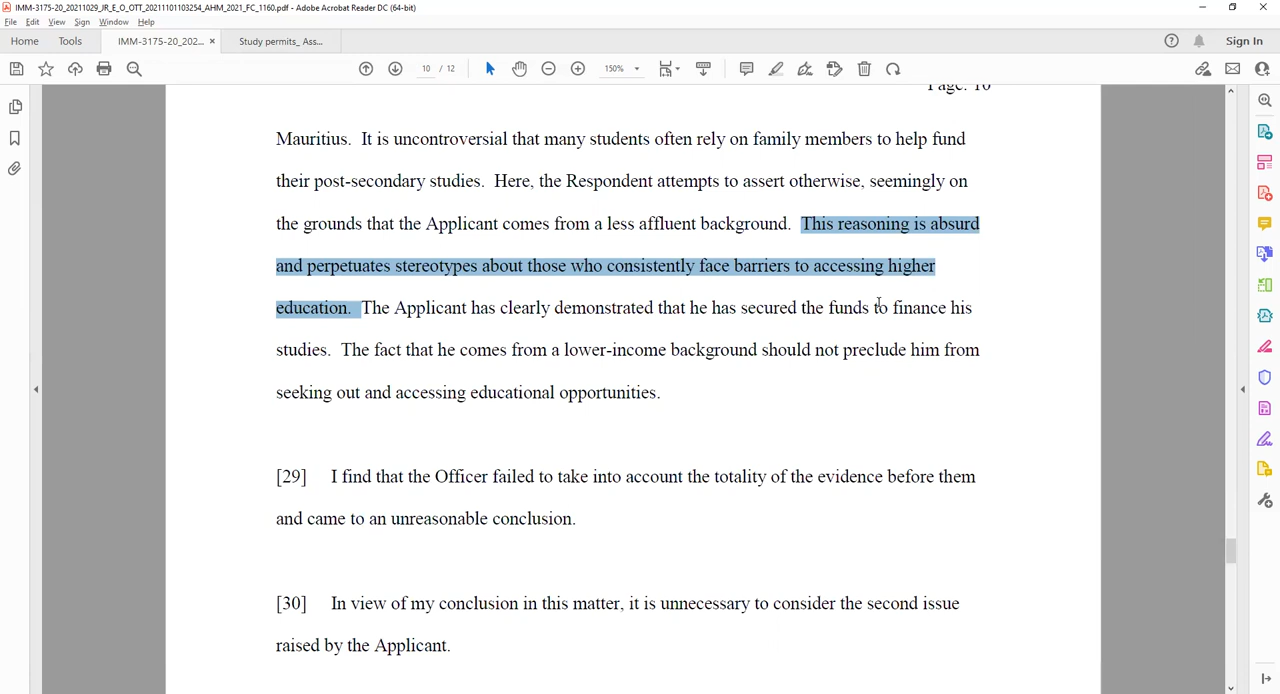 IMM-3175-20_20211029_JR_E_O_OTT_20211101103254_AHM_2021_FC_1160.pdf - Adobe Acrobat Reader DC (64-bit)
File Edit View Sign Window Help
Home Tools IMM-3175-20_202... × Study permits_ Ass... Sign In
10 / 12 150%
Page: 10
Mauritius. It is uncontroversial that many students often rely on family members to help fund
their post-secondary studies. Here, the Respondent attempts to assert otherwise, seemingly on
the grounds that the Applicant comes from a less affluent background. This reasoning is absurd
and perpetuates stereotypes about those who consistently face barriers to accessing higher
education. The Applicant has clearly demonstrated that he has secured the funds to finance his
studies. The fact that he comes from a lower-income background should not preclude him from
seeking out and accessing educational opportunities.
[29] I find that the Officer failed to take into account the totality of the evidence before them
and came to an unreasonable conclusion.
[30] In view of my conclusion in this matter, it is unnecessary to consider the second issue
raised by the Applicant.